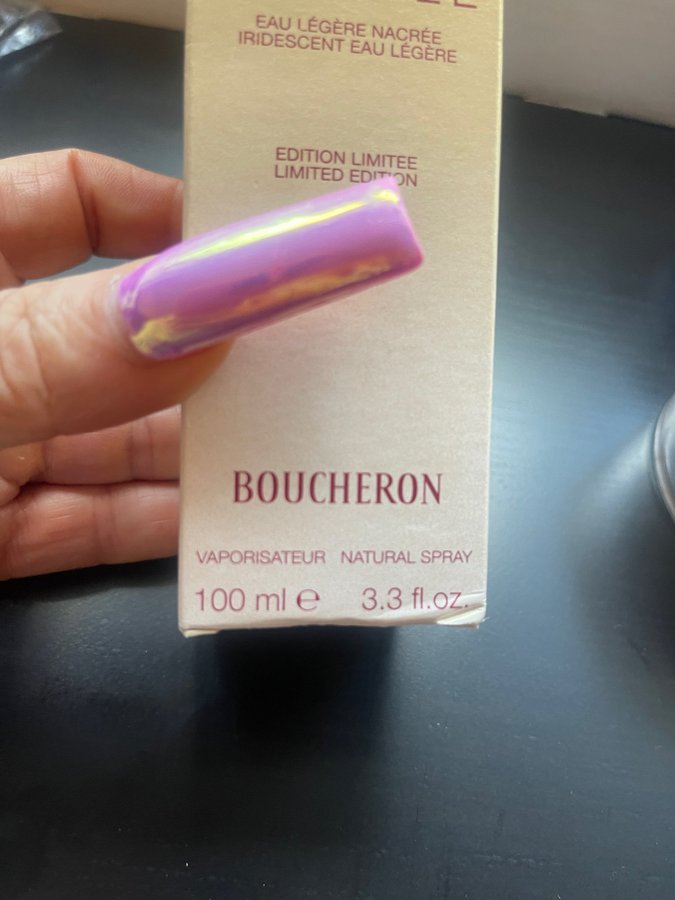 EAU LÉGÈRE NACRÉE
IRIDESCENT EAU LÉGÈRE
EDITION LIMITEE
LIMITED EDITION
BOUCHERON
VAPORISATEUR NATURAL SPRAY
100 ml ℮ 3.3 fl.oz.